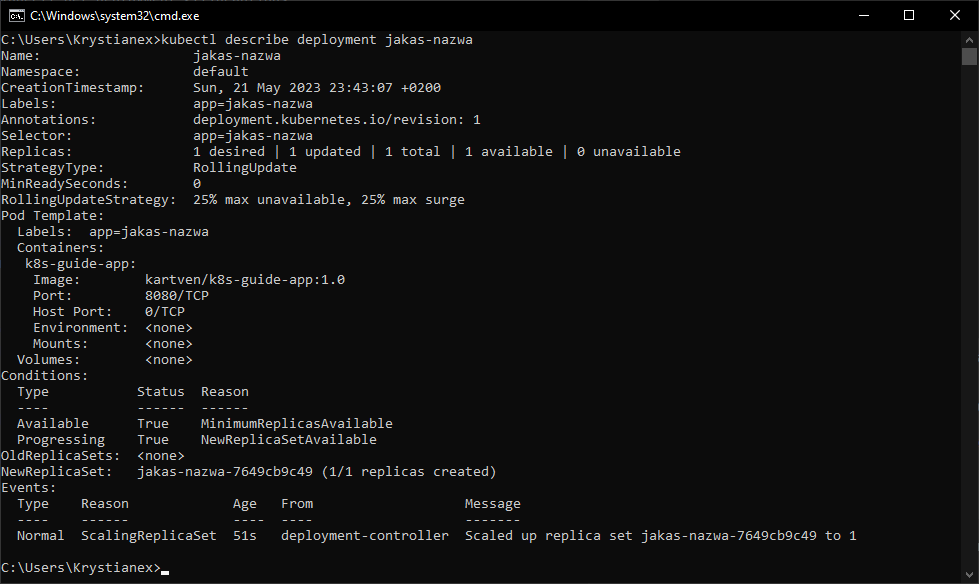 C:\Windows\system32\cmd.exe
C:\Users\Krystianex>kubectl describe deployment jakas-nazwa
Name:                   jakas-nazwa
Namespace:              default
CreationTimestamp:      Sun, 21 May 2023 23:43:07 +0200
Labels:                 app=jakas-nazwa
Annotations:            deployment.kubernetes.io/revision: 1
Selector:               app=jakas-nazwa
Replicas:               1 desired | 1 updated | 1 total | 1 available | 0 unavailable
StrategyType:           RollingUpdate
MinReadySeconds:        0
RollingUpdateStrategy:  25% max unavailable, 25% max surge
Pod Template:
  Labels:  app=jakas-nazwa
  Containers:
   k8s-guide-app:
    Image:        kartven/k8s-guide-app:1.0
    Port:         8080/TCP
    Host Port:    0/TCP
    Environment:  <none>
    Mounts:       <none>
  Volumes:        <none>
Conditions:
  Type           Status  Reason
  ----           ------  ------
  Available      True    MinimumReplicasAvailable
  Progressing    True    NewReplicaSetAvailable
OldReplicaSets:  <none>
NewReplicaSet:   jakas-nazwa-7649cb9c49 (1/1 replicas created)
Events:
  Type    Reason             Age   From                   Message
  ----    ------             ----  ----                   -------
  Normal  ScalingReplicaSet  51s   deployment-controller  Scaled up replica set jakas-nazwa-7649cb9c49 to 1
C:\Users\Krystianex>